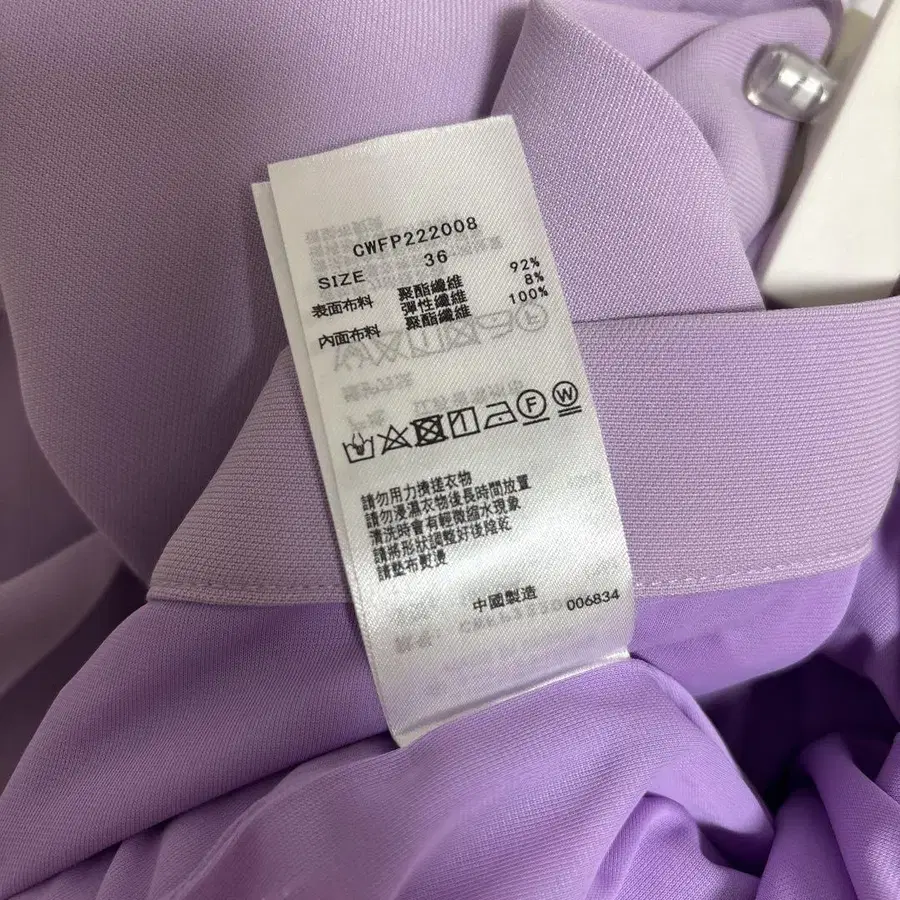 CWFP222008
SIZE 36
表面布料 聚酯纖維 92%
彈性纖維 8%
內面布料 聚酯纖維 100%
F W
請勿用力擠搓衣物
請勿浸濕衣物後長時間放置
清洗時會有輕微縮水現象
請將形狀調整好後陰乾
請墊布熨燙
中國製造 006834